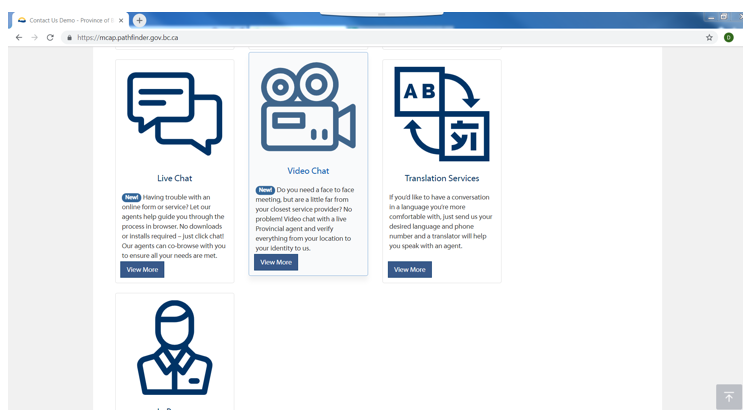 Contact Us Demo - Province of
https://mcap.pathfinder.gov.bc.ca
D
Live Chat
New! Having trouble with an
online form or service? Let our
agents help guide you through the
process in browser. No downloads
or installs required – just click chat!
Our agents can co-browse with you
to ensure all your needs are met.
View More
Video Chat
New! Do you need a face to face
meeting, but are a little far from
your closest service provider? No
problem! Video chat with a live
Provincial agent and verify
everything from your location to
your identity to us.
View More
A B
Translation Services
If you'd like to have a conversation
in a language you're more
comfortable with, just send us your
desired language and phone
number and a translator will help
you speak with an agent.
View More